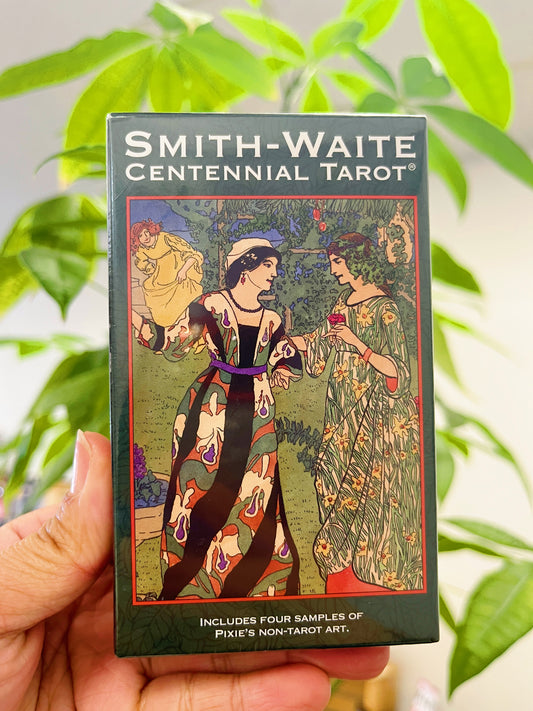 SMITH-WAITE
CENTENNIAL TAROT®
INCLUDES FOUR SAMPLES OF
PIXIE'S NON-TAROT ART.